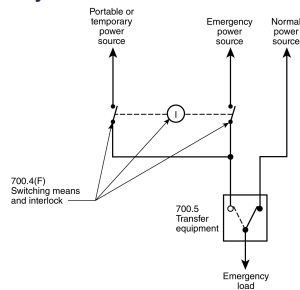 Portable or
temporary
power
source
Emergency
power
source
Normal
power
source
I
700.4(F)
Switching means
and interlock
700.5
Transfer
equipment
Emergency
load